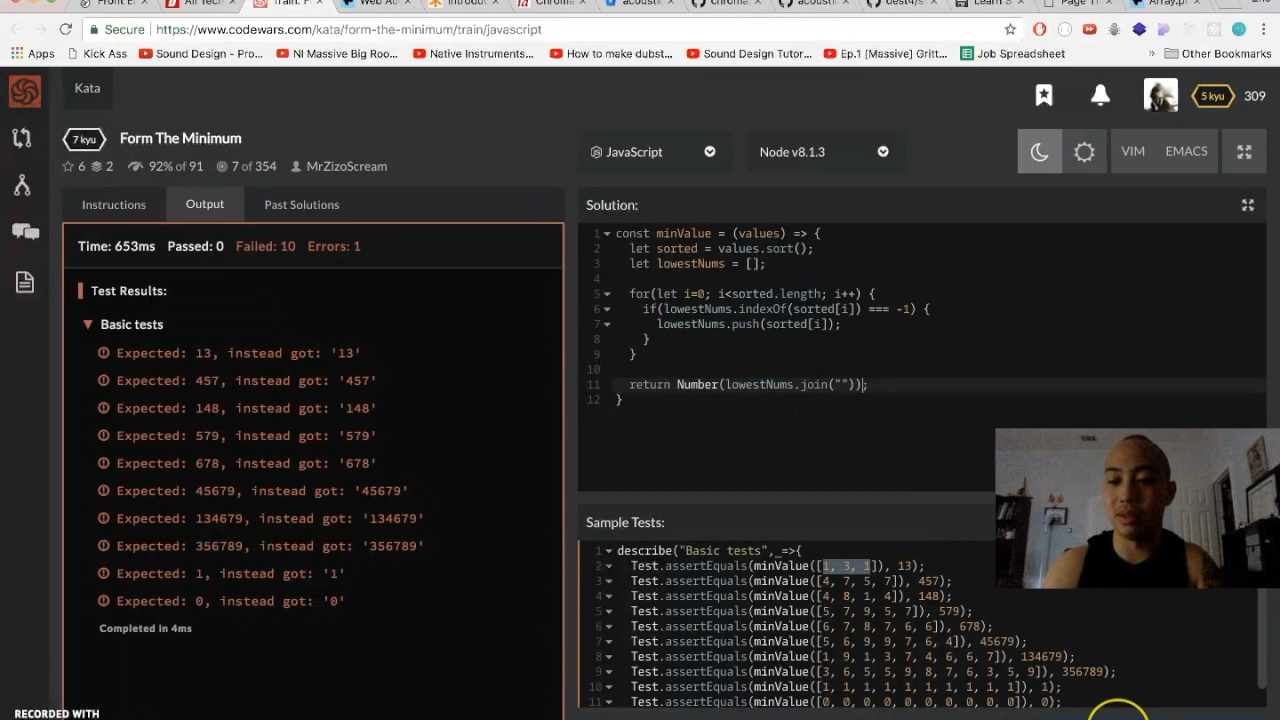 Secure https://www.codewars.com/kata/form-the-minimum/train/javascript
Apps Kick Ass Sound Design - Pro... NI Massive Big Roo... Native Instruments... How to make dubst... Sound Design Tutor... Ep.1 [Massive] Gritt... Job Spreadsheet » Other Bookmarks
Kata
5 kyu 309
7 kyu Form The Minimum
6 2 92% of 91 7 of 354 MrZizoScream
JavaScript Node v8.1.3 VIM EMACS
Instructions Output Past Solutions
Time: 653ms Passed: 0 Failed: 10 Errors: 1
Test Results:
Basic tests
Expected: 13, instead got: '13'
Expected: 457, instead got: '457'
Expected: 148, instead got: '148'
Expected: 579, instead got: '579'
Expected: 678, instead got: '678'
Expected: 45679, instead got: '45679'
Expected: 134679, instead got: '134679'
Expected: 356789, instead got: '356789'
Expected: 1, instead got: '1'
Expected: 0, instead got: '0'
Completed in 4ms
Solution:
1 const minValue = (values) => {
2 let sorted = values.sort();
3 let lowestNums = [];
4
5 for(let i=0; i<sorted.length; i++) {
6 if(lowestNums.indexOf(sorted[i]) === -1) {
7 lowestNums.push(sorted[i]);
8 }
9 }
10
11 return Number(lowestNums.join(""));
12 }
Sample Tests:
1 describe("Basic tests",_=>{
2 Test.assertEquals(minValue([1, 3, 1]), 13);
3 Test.assertEquals(minValue([4, 7, 5, 7]), 457);
4 Test.assertEquals(minValue([4, 8, 1, 4]), 148);
5 Test.assertEquals(minValue([5, 7, 9, 5, 7]), 579);
6 Test.assertEquals(minValue([6, 7, 8, 7, 6, 6]), 678);
7 Test.assertEquals(minValue([5, 6, 9, 9, 7, 6, 4]), 45679);
8 Test.assertEquals(minValue([1, 9, 1, 3, 7, 4, 6, 6, 7]), 134679);
9 Test.assertEquals(minValue([3, 6, 5, 5, 9, 8, 7, 6, 3, 5, 9]), 356789);
10 Test.assertEquals(minValue([1, 1, 1, 1, 1, 1, 1, 1, 1]), 1);
11 Test.assertEquals(minValue([0, 0, 0, 0, 0, 0, 0, 0, 0]), 0);
RECORDED WITH